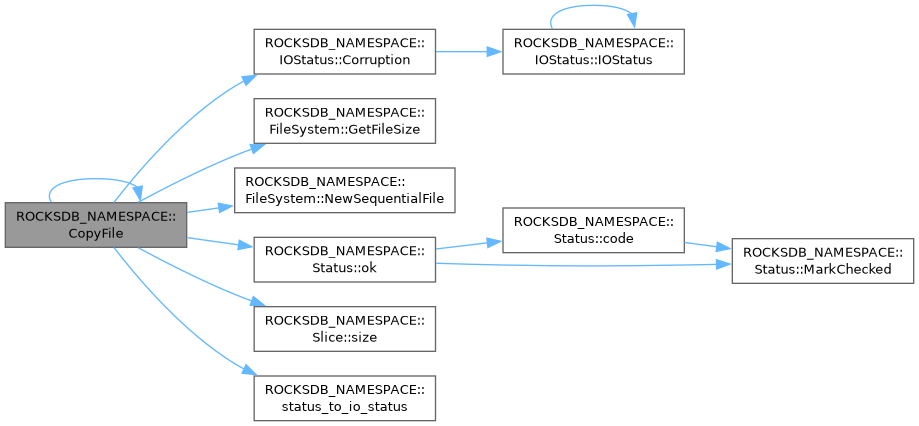 ROCKSDB_NAMESPACE::
CopyFile
ROCKSDB_NAMESPACE::
IOStatus::Corruption
ROCKSDB_NAMESPACE::
IOStatus::IOStatus
ROCKSDB_NAMESPACE::
FileSystem::GetFileSize
ROCKSDB_NAMESPACE::
FileSystem::NewSequentialFile
ROCKSDB_NAMESPACE::
Status::ok
ROCKSDB_NAMESPACE::
Status::code
ROCKSDB_NAMESPACE::
Status::MarkChecked
ROCKSDB_NAMESPACE::
Slice::size
ROCKSDB_NAMESPACE::
status_to_io_status